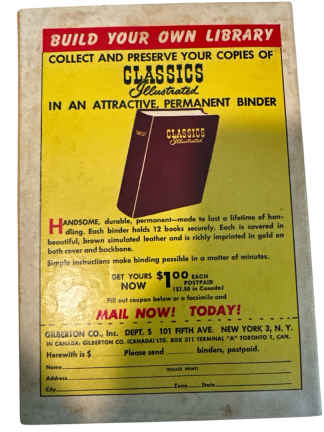 BUILD YOUR OWN LIBRARY
COLLECT AND PRESERVE YOUR COPIES OF
CLASSICS
Illustrated
IN AN ATTRACTIVE, PERMANENT BINDER
CLASSICS
Illustrated
HANDSOME, durable, permanent—made to last a lifetime of han-
dling. Each binder holds 12 books securely. Each is covered in
beautiful, brown simulated leather and is richly imprinted in gold on
both cover and backbone.
Simple instructions make binding possible in a matter of minutes.
GET YOURS $1.00 EACH
NOW POSTPAID
($1.50 in Canada)
Fill out coupon below or a facsimile and
MAIL NOW! TODAY!
GILBERTON CO., Inc. DEPT. S 101 FIFTH AVE. NEW YORK 3, N. Y.
IN CANADA: GILBERTON CO. (CANADA) LTD. BOX 311 TERMINAL "A" TORONTO 1, CAN.
Herewith is $ Please send binders, postpaid.
Name
(PLEASE PRINT)
Address
City Zone State